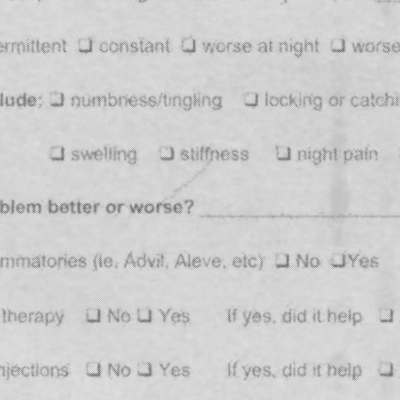 ermittent ❏ constant ❏ worse at night ❏ worse
lude: ❏ numbness/tingling ❏ locking or catchi
❏ swelling ❏ stiffness ❏ night pain
blem better or worse? ____________
mmatories (ie, Advil, Aleve, etc) ❏ No ❏Yes
therapy ❏ No ❏ Yes If yes, did it help ❏
njections ❏ No ❏ Yes If yes, did it help ❏